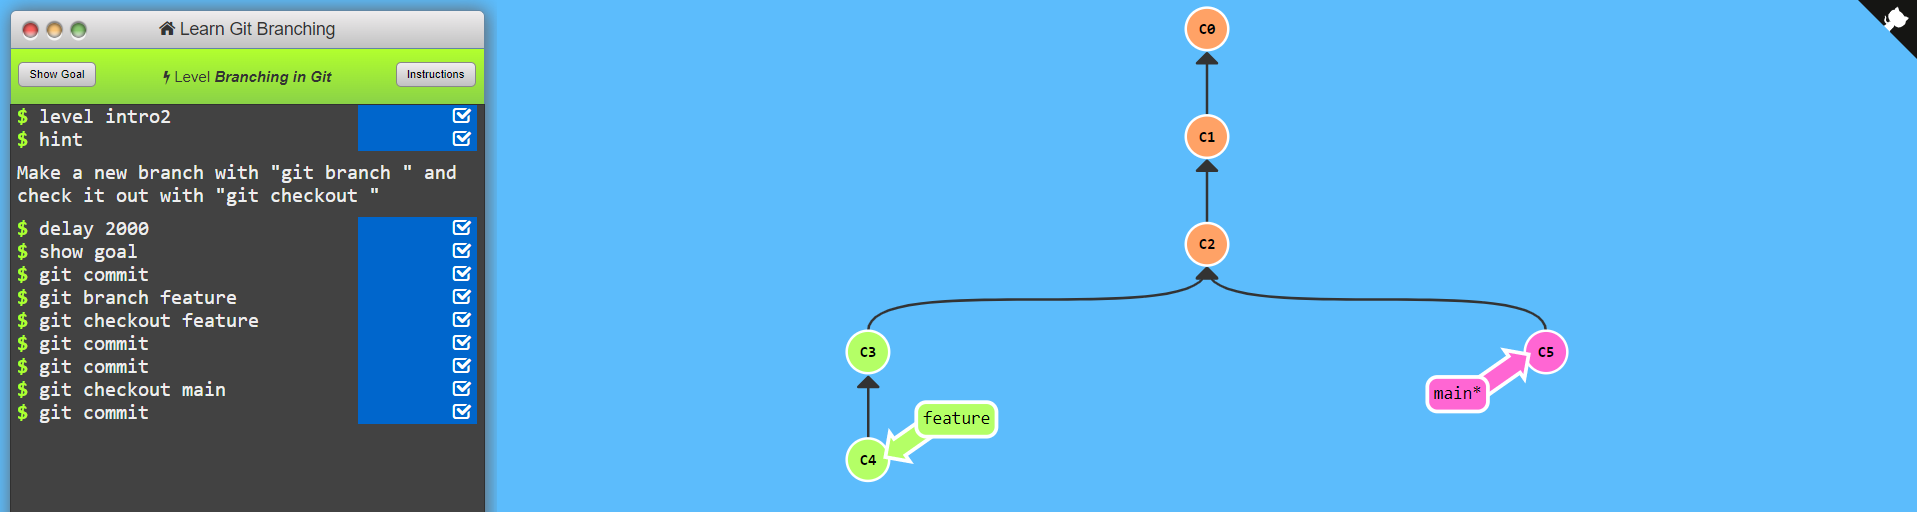 Learn Git Branching
Show Goal
Level Branching in Git
Instructions
$ level intro2
$ hint
Make a new branch with "git branch " and
check it out with "git checkout "
$ delay 2000
$ show goal
$ git commit
$ git branch feature
$ git checkout feature
$ git commit
$ git commit
$ git checkout main
$ git commit
C0
C1
C2
C3
C5
main*
feature
C4